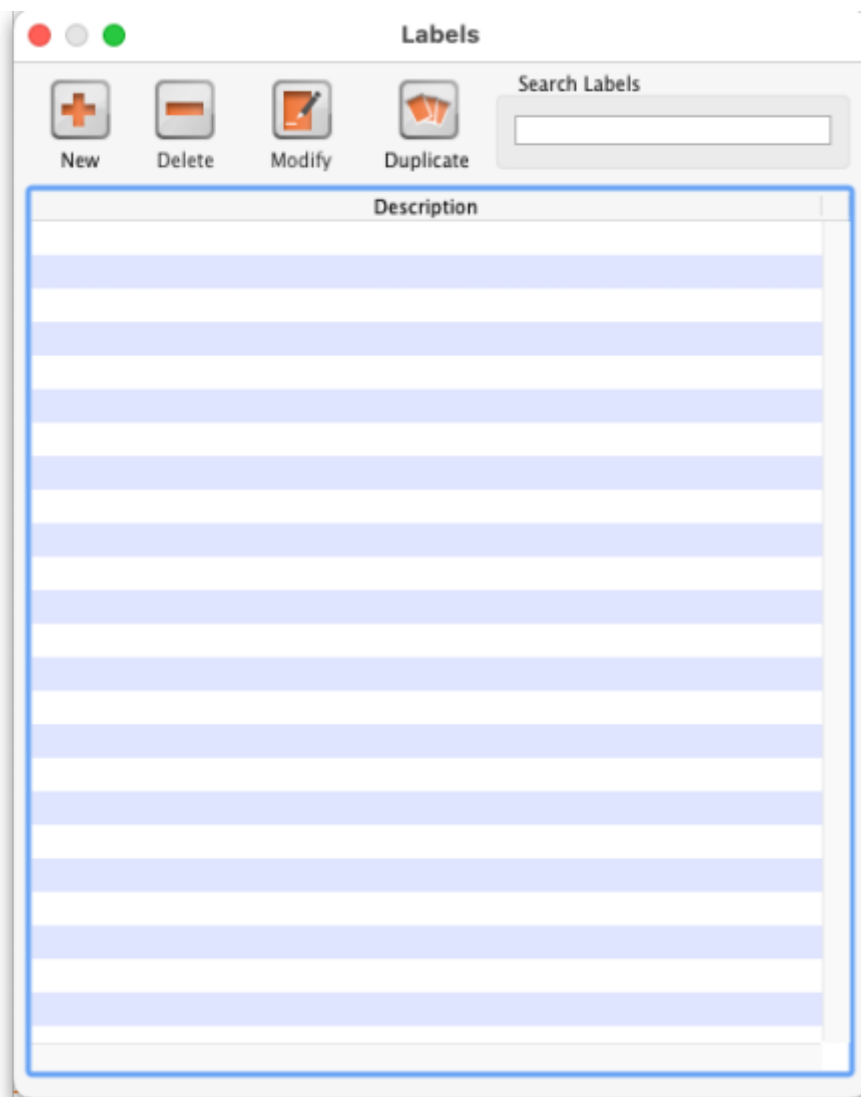 Labels
New
Delete
Modify
Duplicate
Search Labels
Description